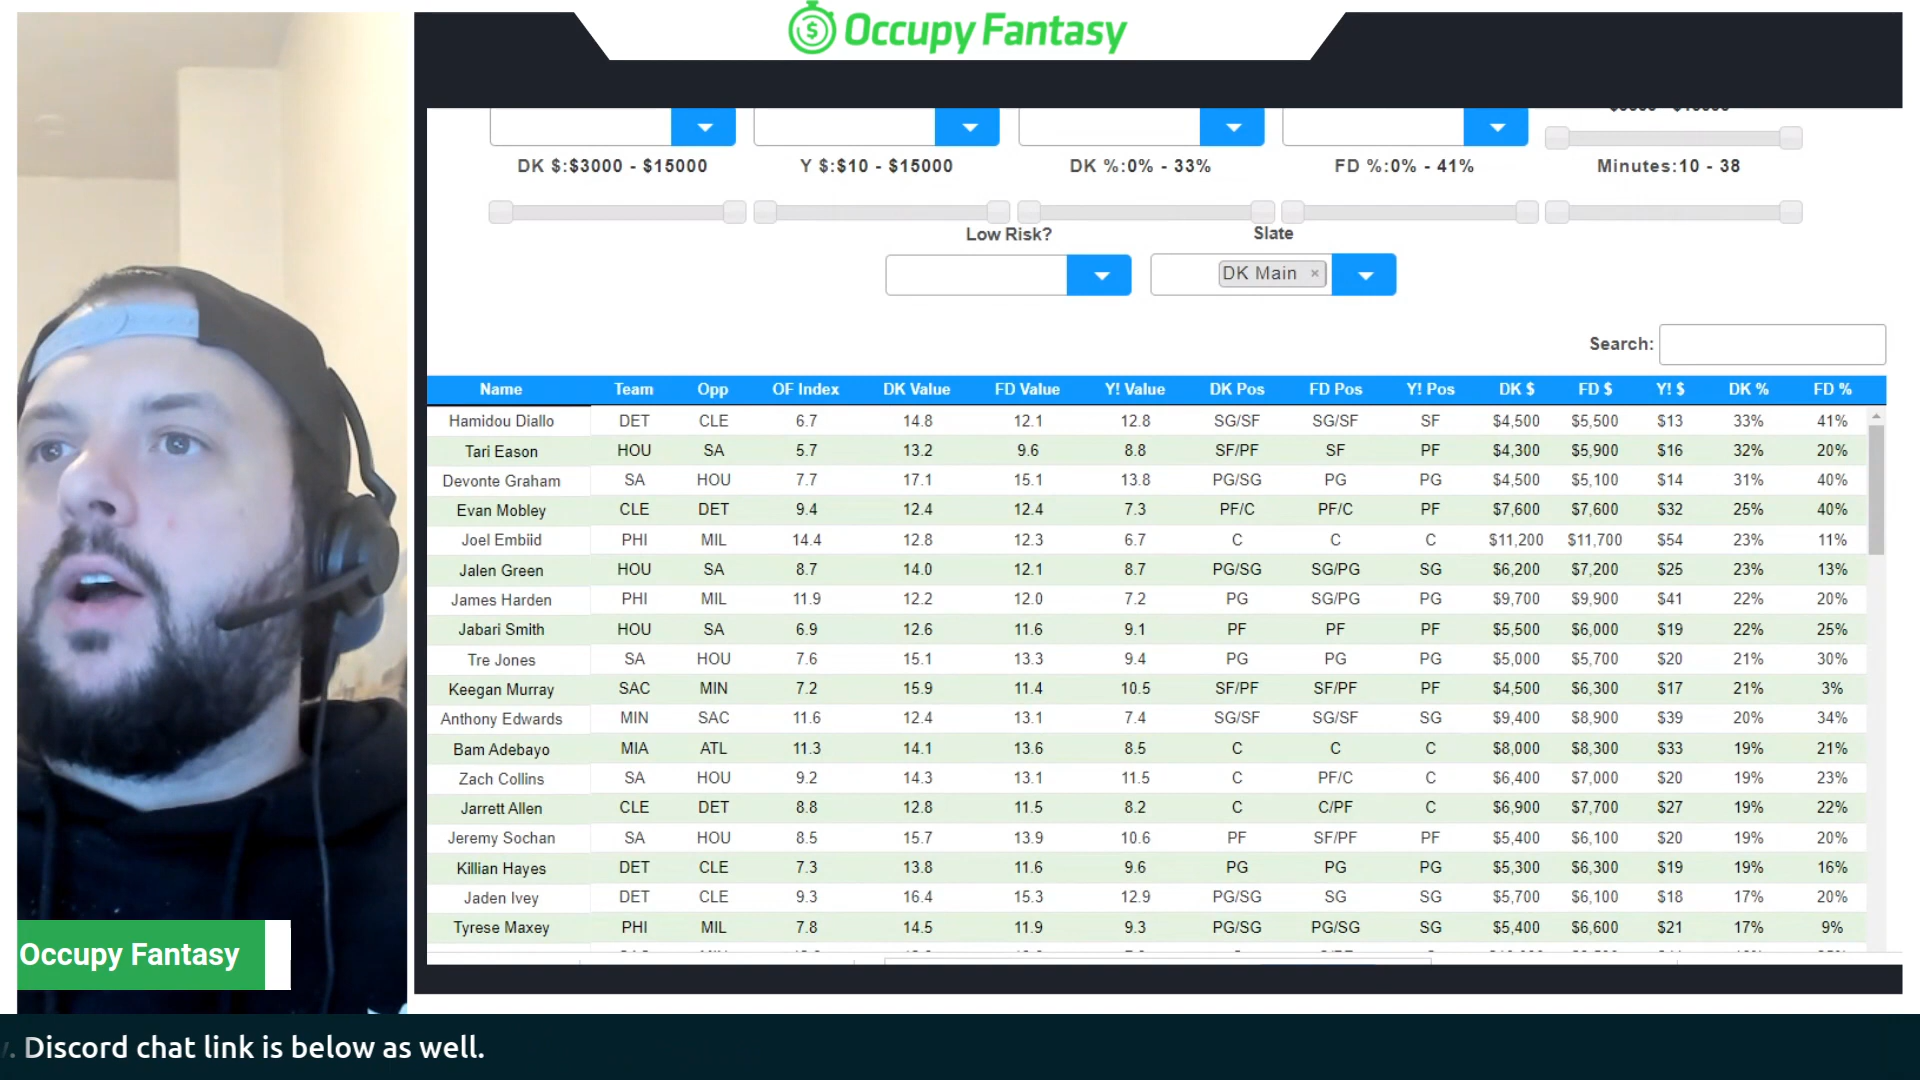 Occupy Fantasy
DK $:$3000 - $15000 Y $:$10 - $15000 DK %:0% - 33% FD %:0% - 41% Minutes:10 - 38
Low Risk? Slate
DK Main ×
Search:
Name Team Opp OF Index DK Value FD Value Y! Value DK Pos FD Pos Y! Pos DK $ FD $ Y! $ DK % FD %
Hamidou Diallo DET CLE 6.7 14.8 12.1 12.8 SG/SF SG/SF SF $4,500 $5,500 $13 33% 41%
Tari Eason HOU SA 5.7 13.2 9.6 8.8 SF/PF SF PF $4,300 $5,900 $16 32% 20%
Devonte Graham SA HOU 7.7 17.1 15.1 13.8 PG/SG PG PG $4,500 $5,100 $14 31% 40%
Evan Mobley CLE DET 9.4 12.4 12.4 7.3 PF/C PF/C PF $7,600 $7,600 $32 25% 40%
Joel Embiid PHI MIL 14.4 12.8 12.3 6.7 C C C $11,200 $11,700 $54 23% 11%
Jalen Green HOU SA 8.7 14.0 12.1 8.7 PG/SG SG/PG SG $6,200 $7,200 $25 23% 13%
James Harden PHI MIL 11.9 12.2 12.0 7.2 PG SG/PG PG $9,700 $9,900 $41 22% 20%
Jabari Smith HOU SA 6.9 12.6 11.6 9.1 PF PF PF $5,500 $6,000 $19 22% 25%
Tre Jones SA HOU 7.6 15.1 13.3 9.4 PG PG PG $5,000 $5,700 $20 21% 30%
Keegan Murray SAC MIN 7.2 15.9 11.4 10.5 SF/PF SF/PF PF $4,500 $6,300 $17 21% 3%
Anthony Edwards MIN SAC 11.6 12.4 13.1 7.4 SG/SF SG/SF SG $9,400 $8,900 $39 20% 34%
Bam Adebayo MIA ATL 11.3 14.1 13.6 8.5 C C C $8,000 $8,300 $33 19% 21%
Zach Collins SA HOU 9.2 14.3 13.1 11.5 C PF/C C $6,400 $7,000 $20 19% 23%
Jarrett Allen CLE DET 8.8 12.8 11.5 8.2 C C/PF C $6,900 $7,700 $27 19% 22%
Jeremy Sochan SA HOU 8.5 15.7 13.9 10.6 PF SF/PF PF $5,400 $6,100 $20 19% 20%
Killian Hayes DET CLE 7.3 13.8 11.6 9.6 PG PG PG $5,300 $6,300 $19 19% 16%
Jaden Ivey DET CLE 9.3 16.4 15.3 12.9 PG/SG SG SG $5,700 $6,100 $18 17% 20%
Tyrese Maxey PHI MIL 7.8 14.5 11.9 9.3 PG/SG PG/SG SG $5,400 $6,600 $21 17% 9%
Occupy Fantasy
. Discord chat link is below as well.